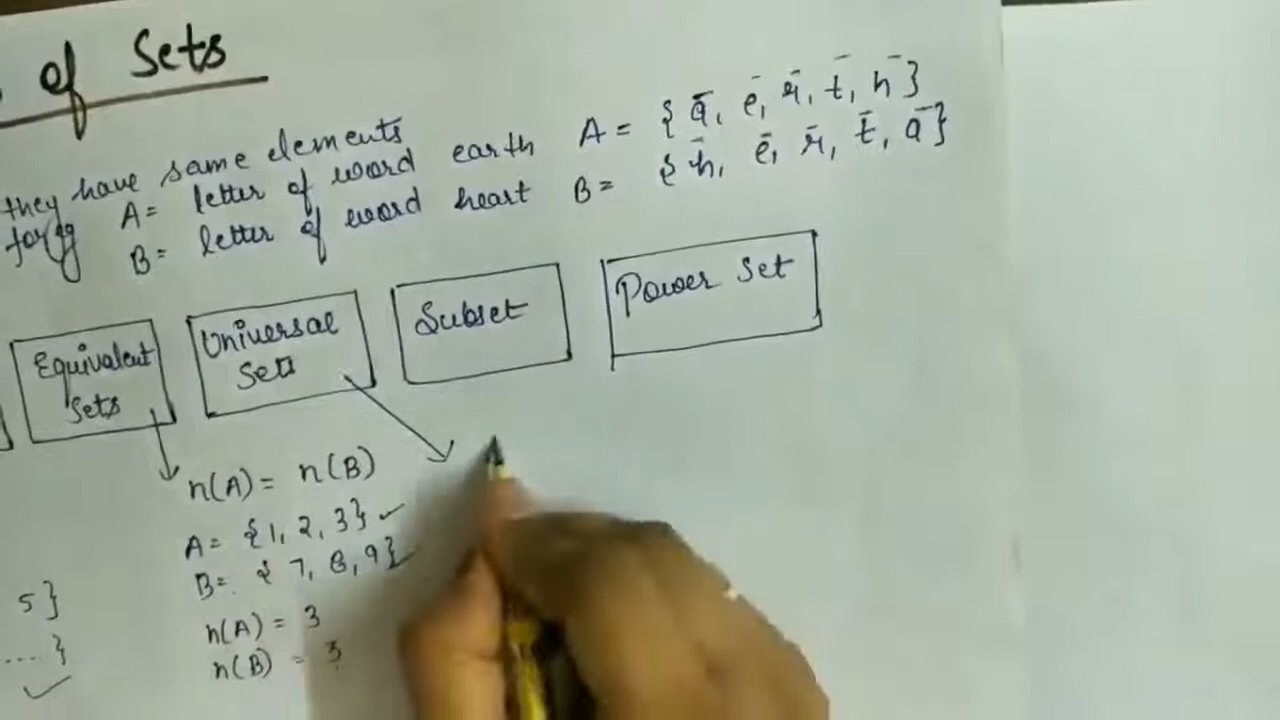 of Sets
they have same elements
A = letter of word earth A = { a, e, r, t, h }
B = letter of word heart B = { h, e, r, t, a }
Equivalent Sets
Universal Sets
Subset
Power Set
n(A) = n(B)
A = {1, 2, 3} ✓
B = { 7, 8, 9} ✓
n(A) = 3
n(B) = 3
5}
.... }
✓